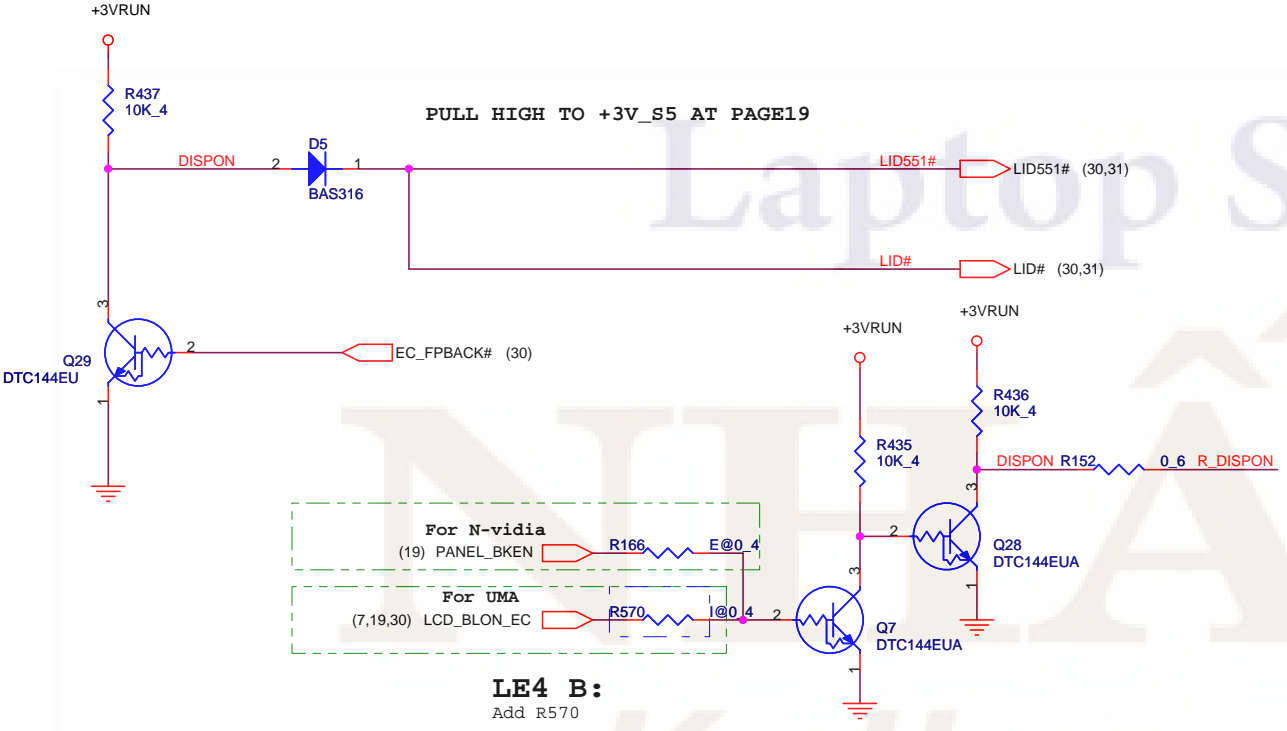 +3VRUN
R437
10K_4
PULL HIGH TO +3V_S5 AT PAGE19
DISPON
2
D5
1
BAS316
LID551#
LID551# (30,31)
LID#
LID# (30,31)
3
Q29
DTC144EU
2
1
EC_FPBACK# (30)
+3VRUN
+3VRUN
R436
10K_4
R435
10K_4
DISPON
R152
0_6
R_DISPON
3
2
Q28
DTC144EUA
1
For N-vidia
(19) PANEL_BKEN
R166
E@0_4
For UMA
(7,19,30) LCD_BLON_EC
R570
I@0_4
2
3
Q7
DTC144EUA
1
LE4 B:
Add R570
Laptop S
NHÂ